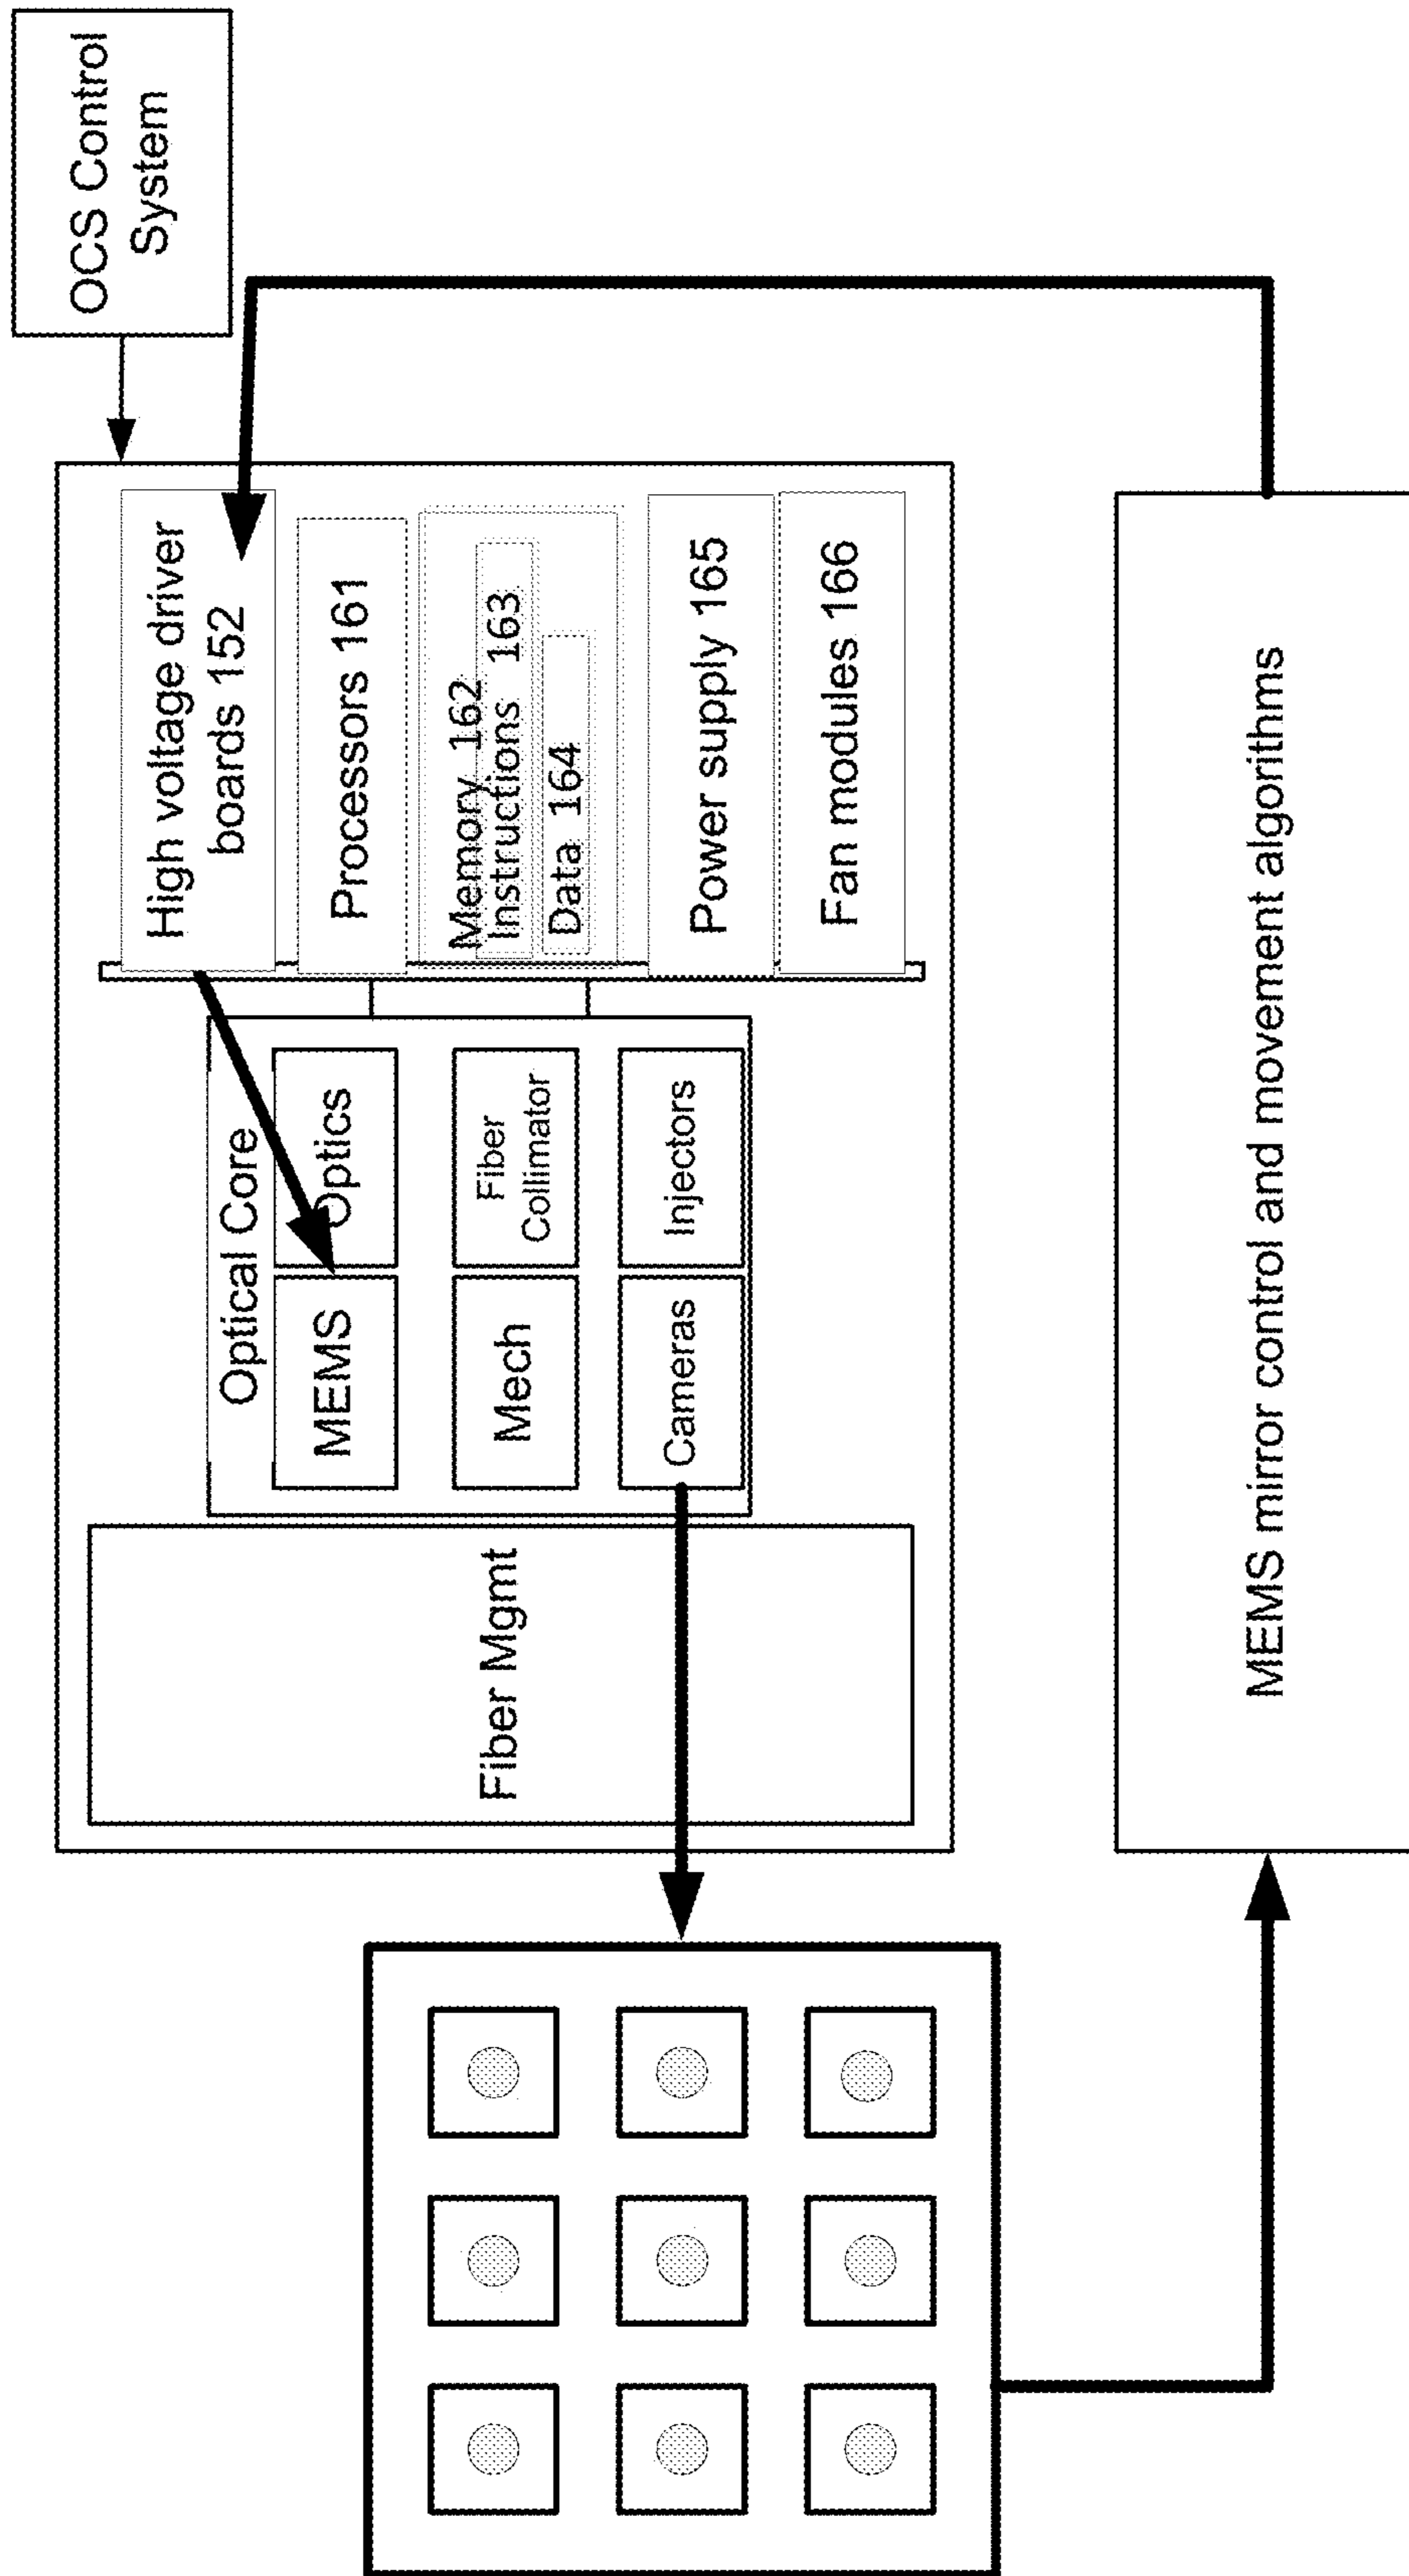 OCS Control
System
High voltage driver
boards 152
Processors 161
Memory 162
Instructions 163
Data 164
Power supply 165
Fan modules 166
Optical Core
MEMS
Optics
Mech
Fiber
Collimator
Cameras
Injectors
Fiber Mgmt
MEMS mirror control and movement algorithms